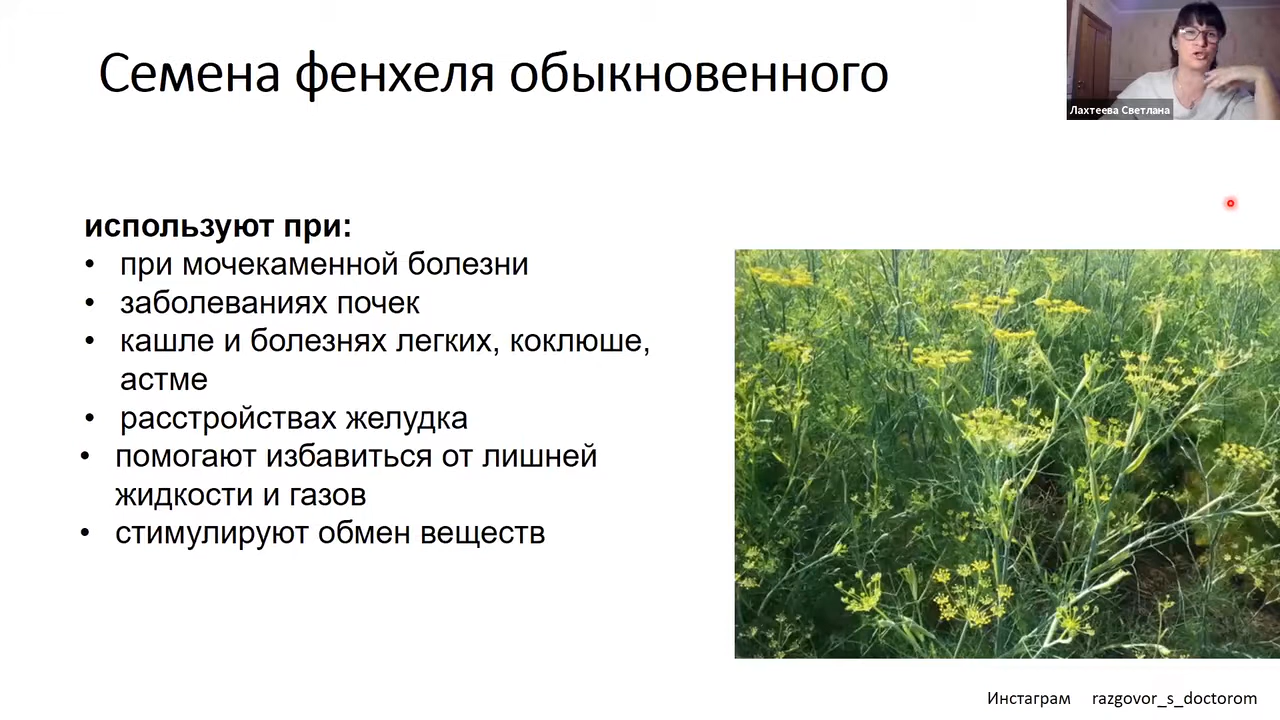 Семена фенхеля обыкновенного
Лахтеева Светлана
используют при:
• при мочекаменной болезни
• заболеваниях почек
• кашле и болезнях легких, коклюше,
астме
• расстройствах желудка
• помогают избавиться от лишней
жидкости и газов
• стимулируют обмен веществ
Инстаграм razgovor_s_doctorom